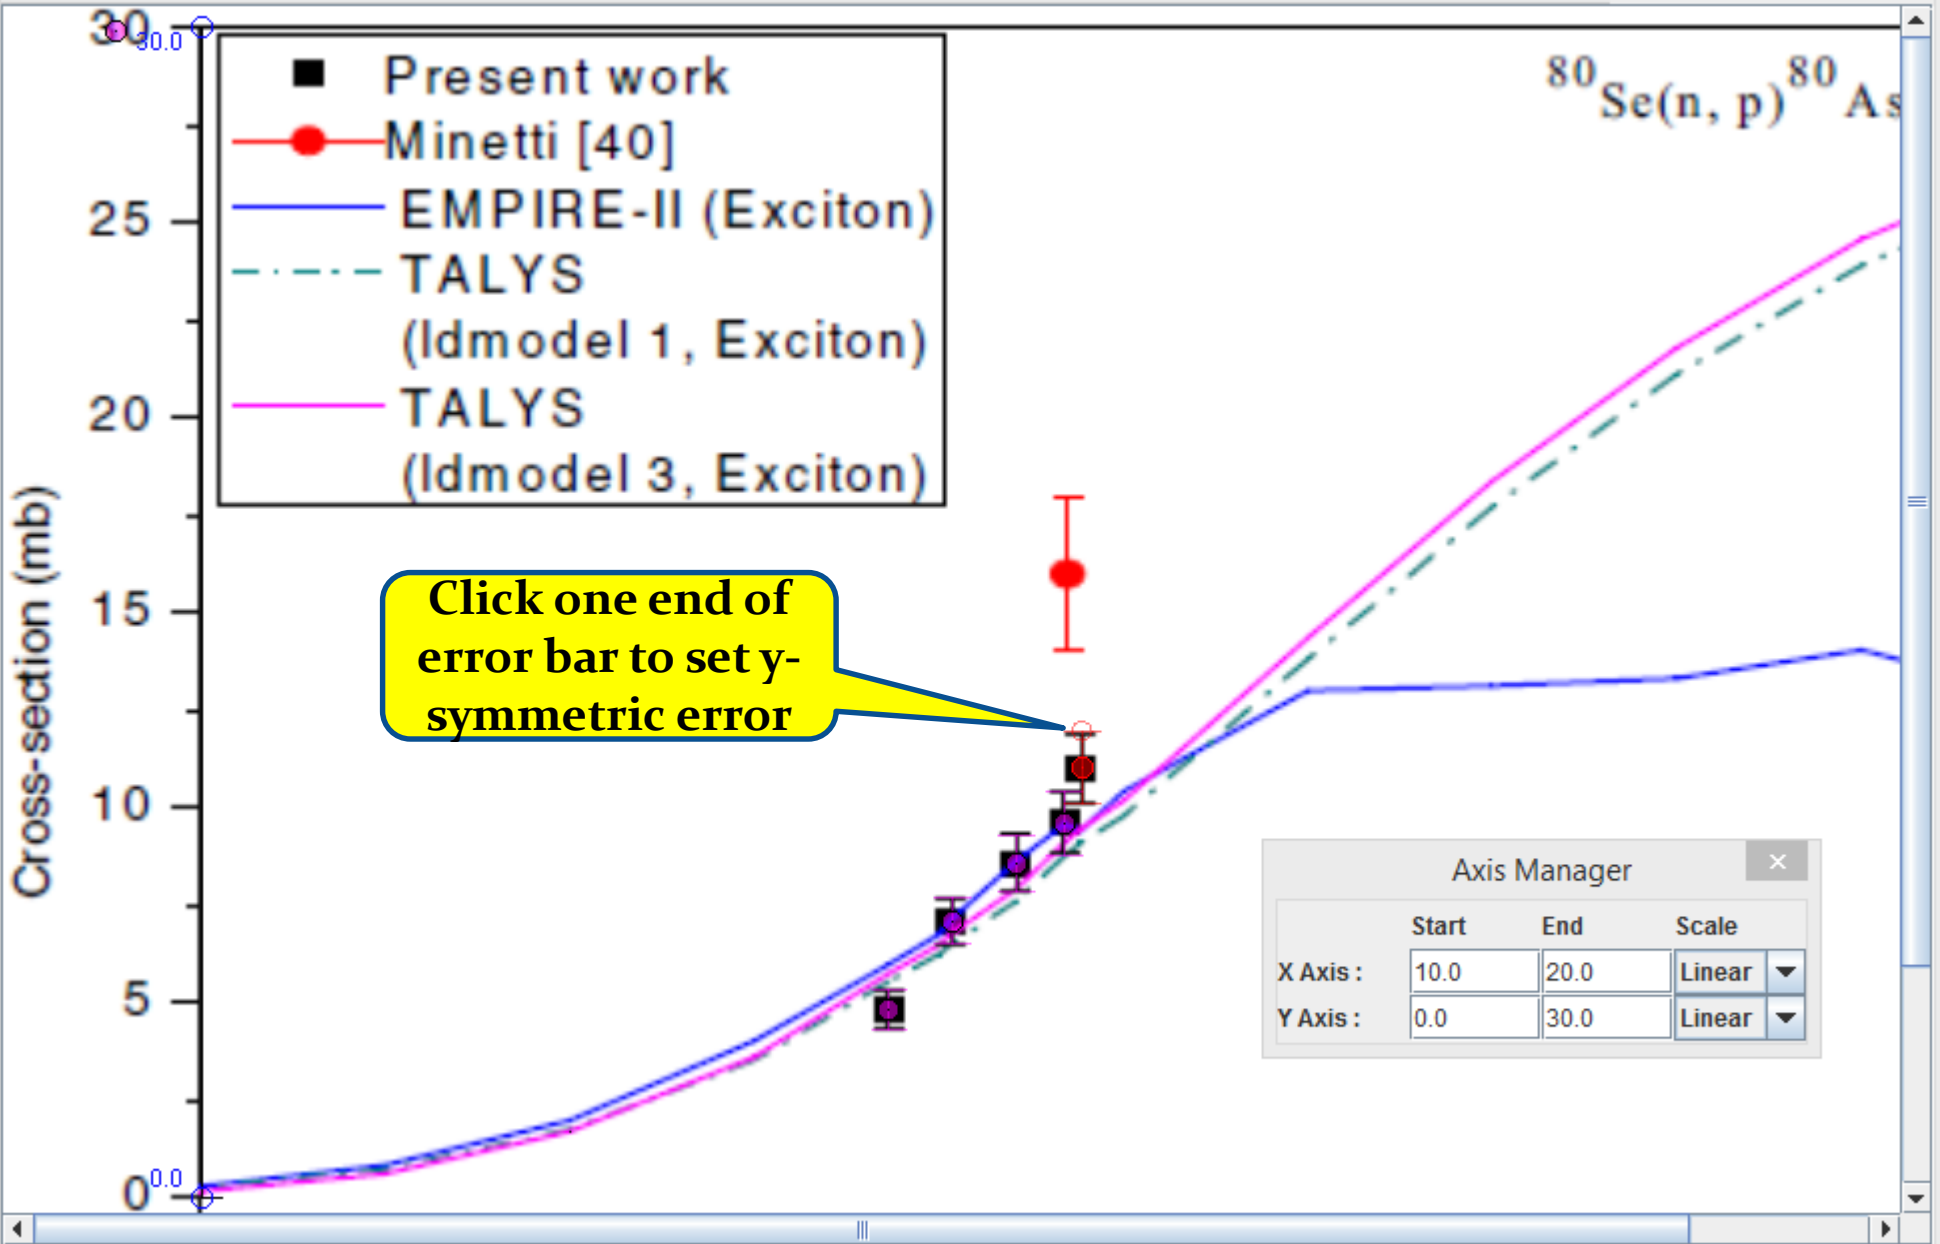 30
30.0
Present work
Minetti [40]
EMPIRE-II (Exciton)
TALYS
(ldmodel 1, Exciton)
TALYS
(ldmodel 3, Exciton)
80Se(n, p)80As
25
20
15
10
5
0
0.0
Cross-section (mb)
Click one end of
error bar to set y-
symmetric error
Axis Manager
Start End Scale
X Axis : 10.0 20.0 Linear
Y Axis : 0.0 30.0 Linear